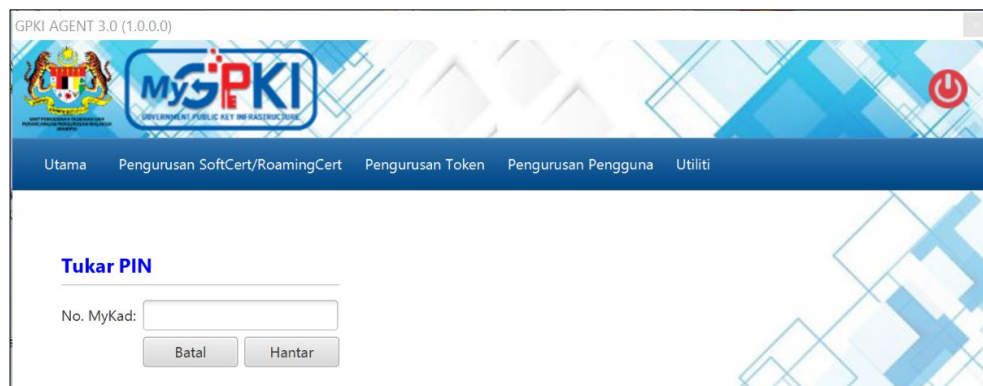 GPKI AGENT 3.0 (1.0.0.0)
MyGPKI
GOVERNMENT PUBLIC KEY INFRASTRUCTURE
Utama Pengurusan SoftCert/RoamingCert Pengurusan Token Pengurusan Pengguna Utiliti
Tukar PIN
No. MyKad:
Batal Hantar